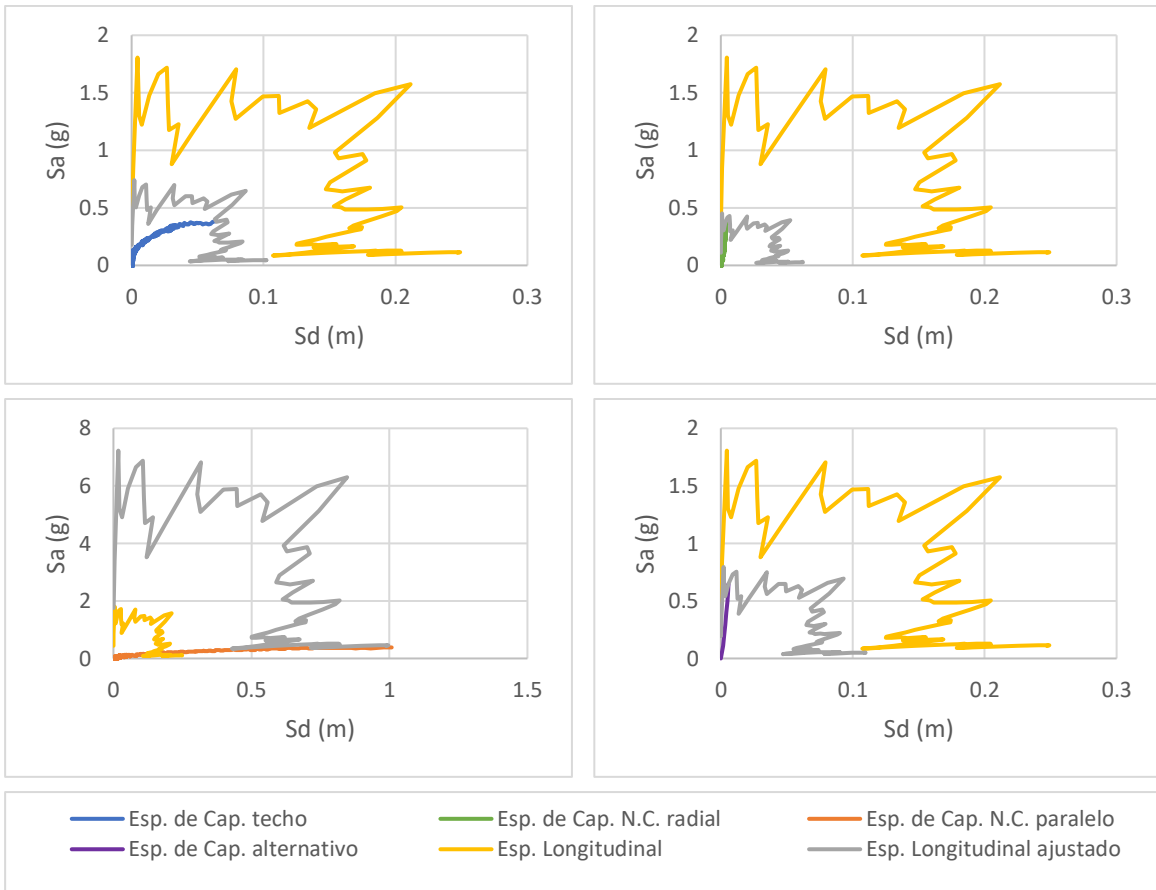 2
1.5
1
0.5
0
Sa (g)
0 0.1 0.2 0.3
Sd (m)
2
1.5
1
0.5
0
Sa (g)
0 0.1 0.2 0.3
Sd (m)
8
6
4
2
0
Sa (g)
0 0.5 1 1.5
Sd (m)
2
1.5
1
0.5
0
Sa (g)
0 0.1 0.2 0.3
Sd (m)
Esp. de Cap. techo Esp. de Cap. N.C. radial Esp. de Cap. N.C. paralelo
Esp. de Cap. alternativo Esp. Longitudinal Esp. Longitudinal ajustado